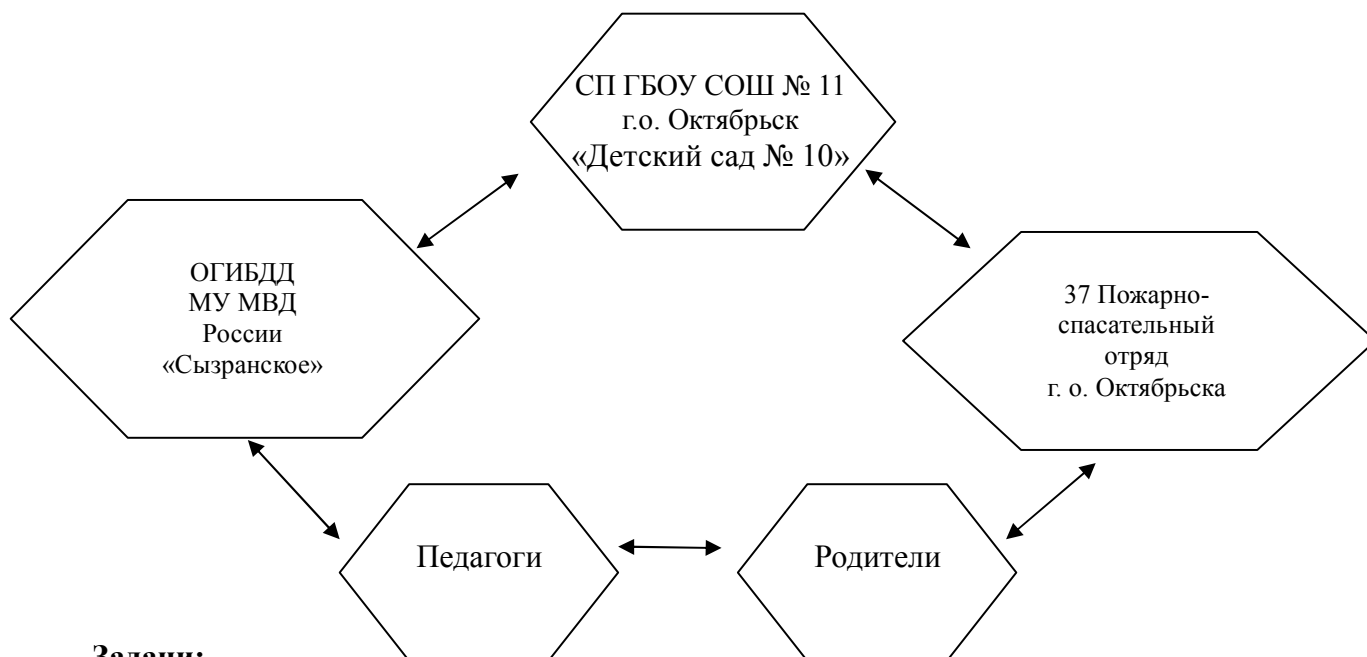 СП ГБОУ СОШ № 11
г.о. Октябрьск
«Детский сад № 10»
ОГИБДД
МУ МВД
России
«Сызранское»
37 Пожарно-
спасательный
отряд
г. о. Октябрьска
Педагоги
Родители
Задачи: